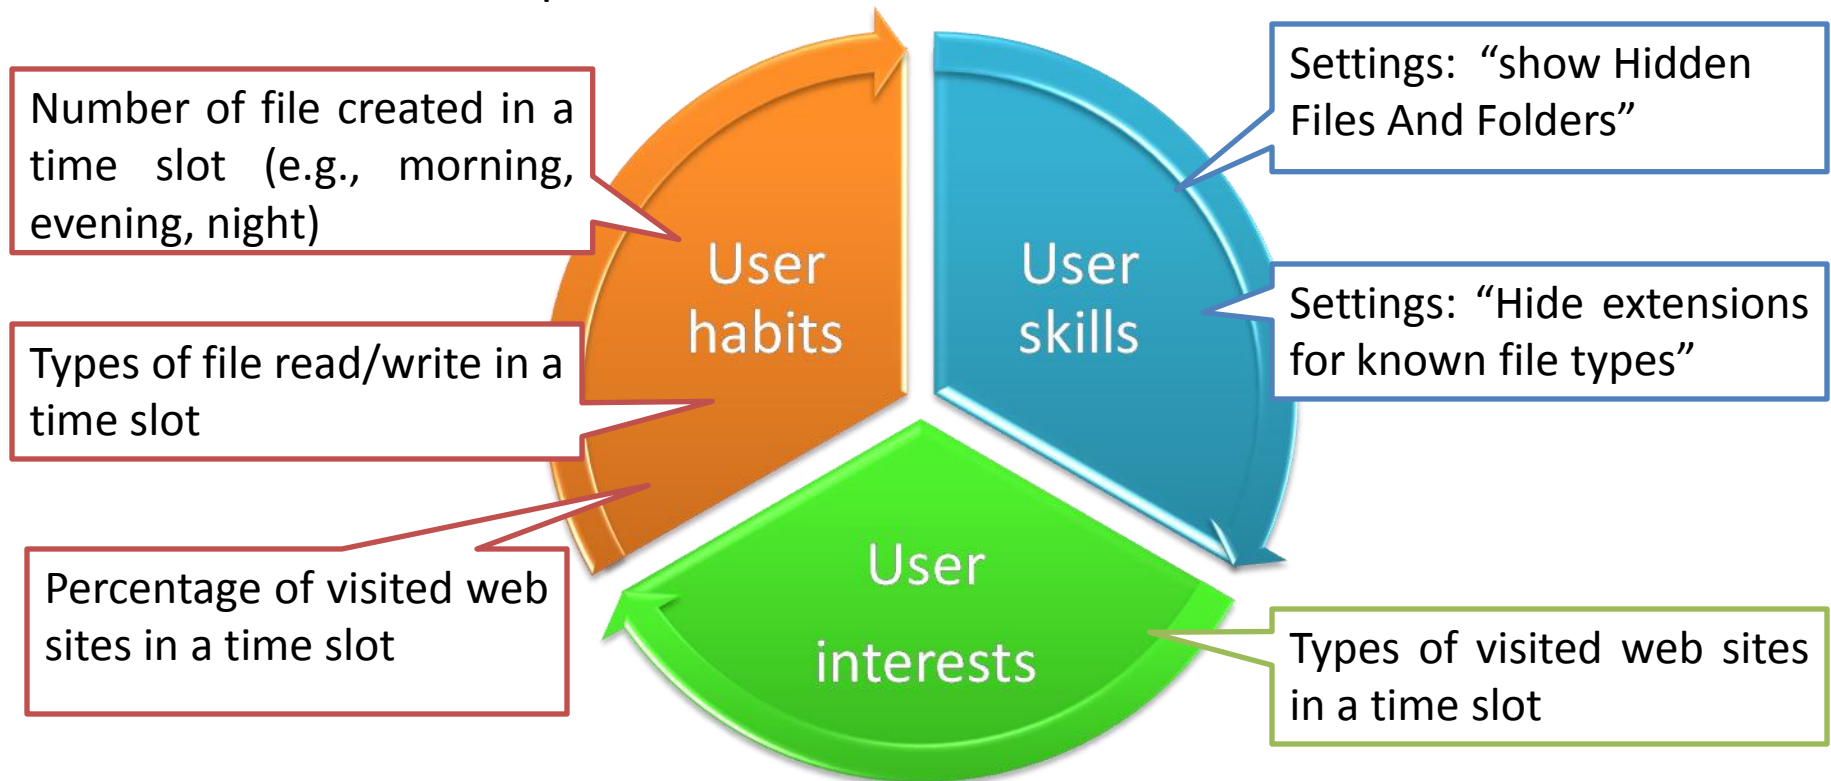 Number of file created in a
time slot (e.g., morning,
evening, night)
Types of file read/write in a
time slot
Percentage of visited web
sites in a time slot
User
habits
User
skills
User
interests
Settings: “show Hidden
Files And Folders”
Settings: “Hide extensions
for known file types”
Types of visited web sites
in a time slot